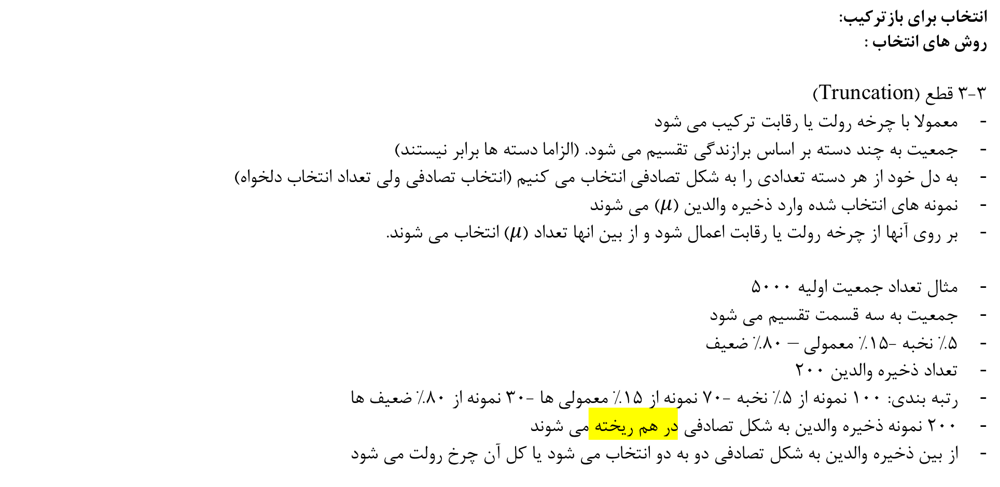 انتخاب برای بازترکیب:
روش های انتخاب :
۳-۳ قطع (Truncation)
- معمولا با چرخه رولت یا رقابت ترکیب می شود
- جمعیت به چند دسته بر اساس برازندگی تقسیم می شود. (الزاما دسته ها برابر نیستند)
- به دل خود از هر دسته تعدادی را به شکل تصادفی انتخاب می کنیم (انتخاب تصادفی ولی تعداد انتخاب دلخواه)
- نمونه های انتخاب شده وارد ذخیره والدین (μ) می شوند
- بر روی آنها از چرخه رولت یا رقابت اعمال شود و از بین انها تعداد (μ) انتخاب می شوند.
- مثال تعداد جمعیت اولیه ۵۰۰۰
- جمعیت به سه قسمت تقسیم می شود
- ۵٪ نخبه -۱۵٪ معمولی – ۸۰٪ ضعیف
- تعداد ذخیره والدین ۲۰۰
- رتبه بندی: ۱۰۰ نمونه از ۵٪ نخبه -۷۰ نمونه از ۱۵٪ معمولی ها -۳۰ نمونه از ۸۰٪ ضعیف ها
- ۲۰۰ نمونه ذخیره والدین به شکل تصادفی در هم ریخته می شوند
- از بین ذخیره والدین به شکل تصادفی دو به دو انتخاب می شود یا کل آن چرخ رولت می شود